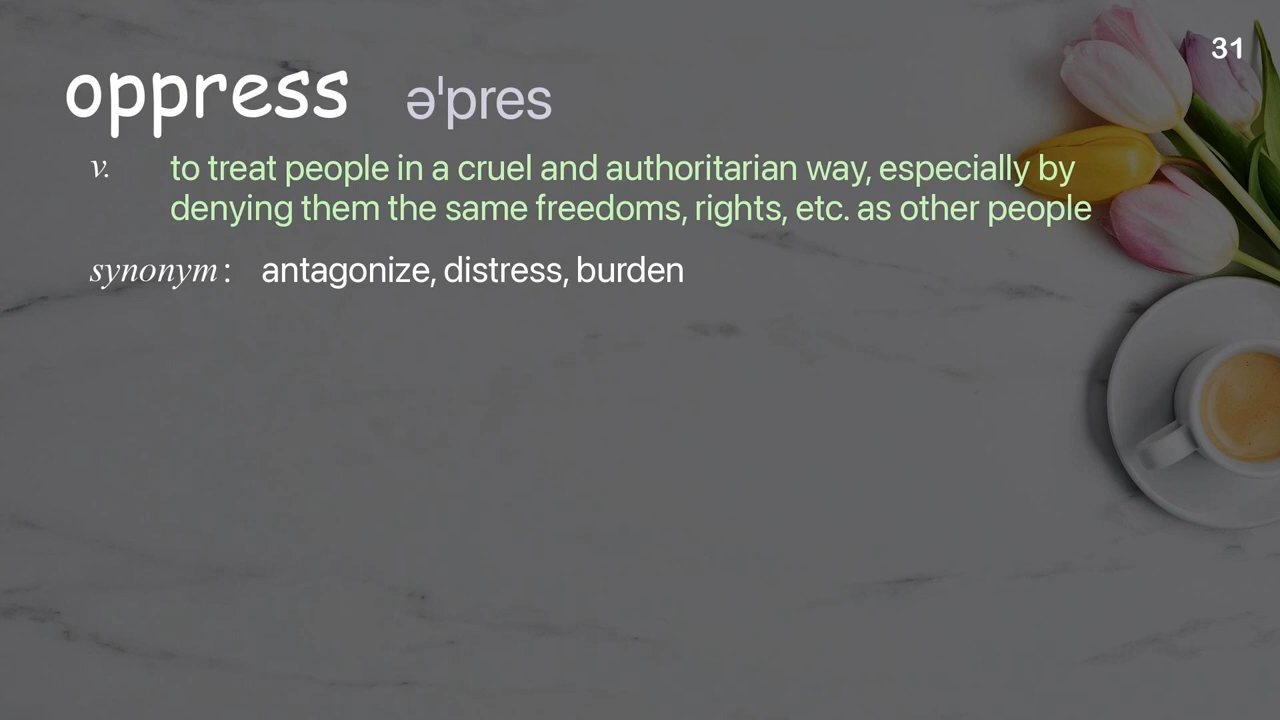 31
oppress əˈpres
v. to treat people in a cruel and authoritarian way, especially by
denying them the same freedoms, rights, etc. as other people
synonym : antagonize, distress, burden